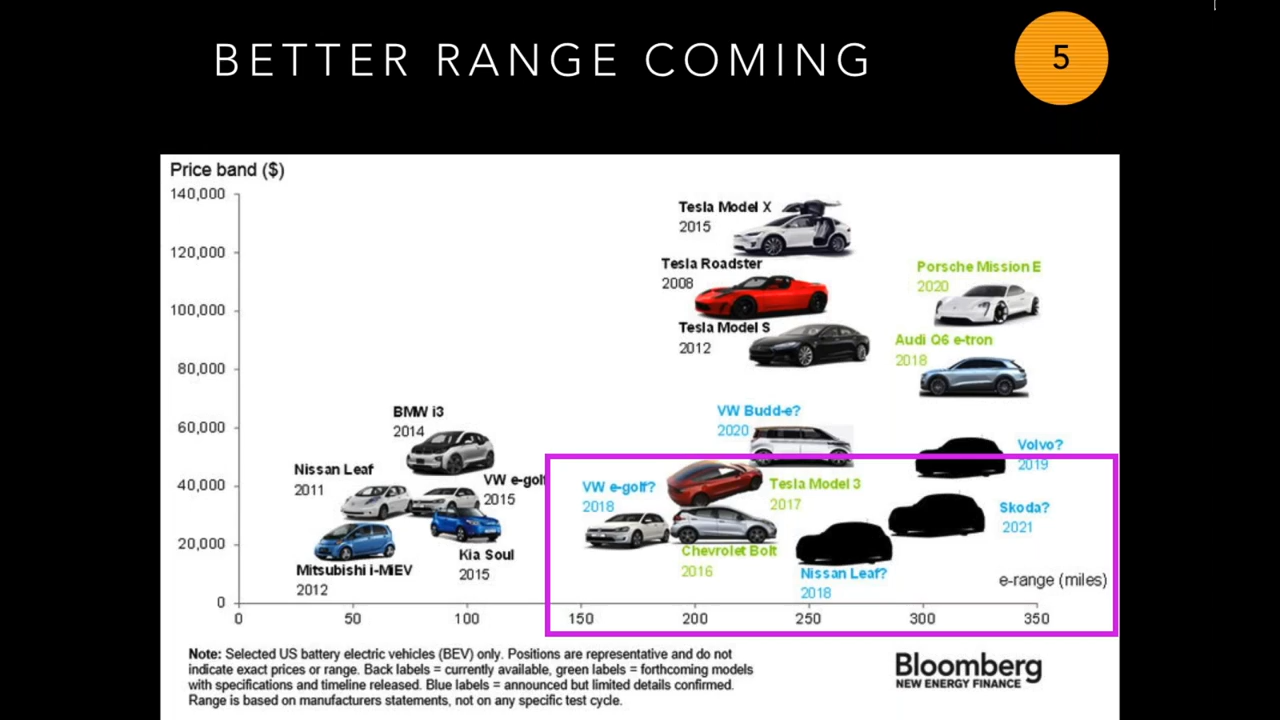 BETTER RANGE COMING
5
Price band ($)
140,000
120,000
100,000
80,000
60,000
40,000
20,000
0
Tesla Model X
2015
Tesla Roadster
2008
Tesla Model S
2012
Porsche Mission E
2020
Audi Q6 e-tron
2018
BMW i3
2014
VW Budd-e?
2020
Volvo?
2019
Nissan Leaf
2011
VW e-golf
2015
VW e-golf?
2018
Tesla Model 3
2017
Skoda?
2021
Mitsubishi i-MiEV
2012
Kia Soul
2015
Chevrolet Bolt
2016
Nissan Leaf?
2018
e-range (miles)
0 50 100 150 200 250 300 350
Note: Selected US battery electric vehicles (BEV) only. Positions are representative and do not
indicate exact prices or range. Back labels = currently available, green labels = forthcoming models
with specifications and timeline released. Blue labels = announced but limited details confirmed.
Range is based on manufacturers statements, not on any specific test cycle.
Bloomberg
NEW ENERGY FINANCE